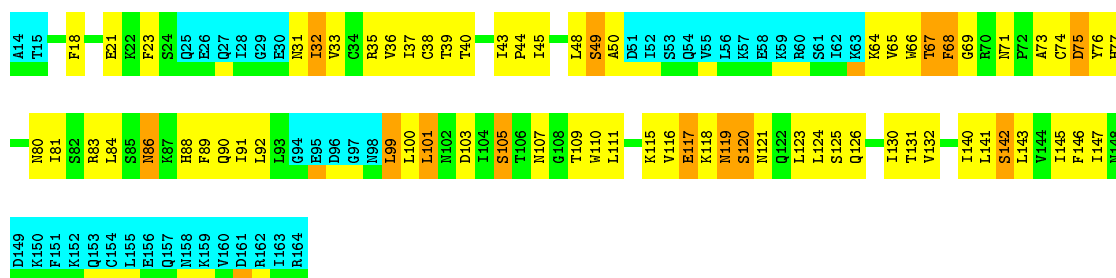 A14 T15 F18 E21 K22 F23 S24 Q25 E26 Q27 I28 G29 E30 N31 I32 V33 C34 R35 V36 I37 C38 T39 T40 I43 P44 I45 L48 S49 A50 D51 I52 S53 Q54 V55 L56 K57 E58 K59 R60 S61 I62 K63 K64 V65 W66 T67 F68 G69 R70 N71 P72 A73 C74 D75 Y76 H77
N80 I81 S82 R83 L84 S85 N86 K87 H88 F89 Q90 I91 L92 L93 G94 E95 D96 G97 N98 L99 L100 L101 N102 D103 I104 S105 T106 N107 G108 T109 W110 L111 K115 V116 E117 K118 N119 S120 N121 Q122 L123 L124 S125 Q126 I130 T131 V132 I140 L141 S142 L143 V144 I145 F146 I147 N148
D149 K150 F151 K152 Q153 C154 L155 E156 Q157 N158 K159 V160 D161 R162 I163 R164